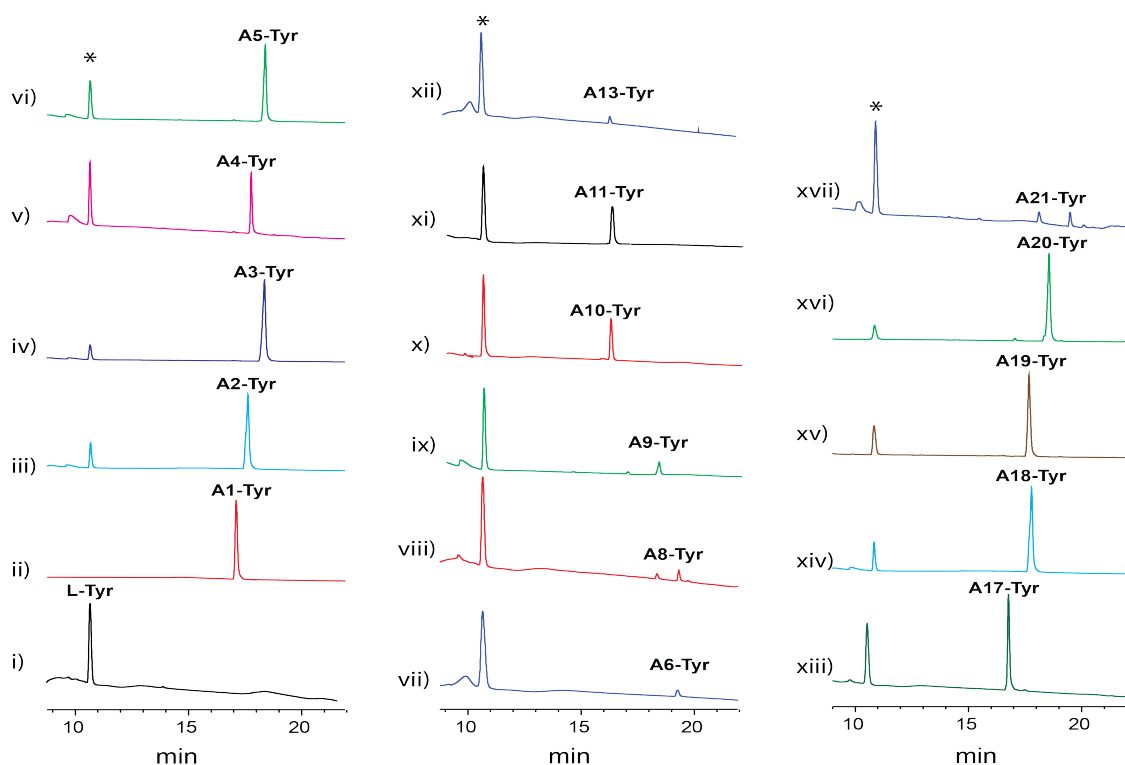 *
A5-Tyr
vi)
A4-Tyr
v)
A3-Tyr
iv)
A2-Tyr
iii)
A1-Tyr
ii)
L-Tyr
i)
10 15 20
min
*
xii)
A13-Tyr
A11-Tyr
xi)
A10-Tyr
x)
A9-Tyr
ix)
viii)
A8-Tyr
A6-Tyr
vii)
10 15 20
min
*
xvii)
A21-Tyr
A20-Tyr
xvi)
A19-Tyr
xv)
A18-Tyr
xiv)
A17-Tyr
xiii)
10 15 20
min